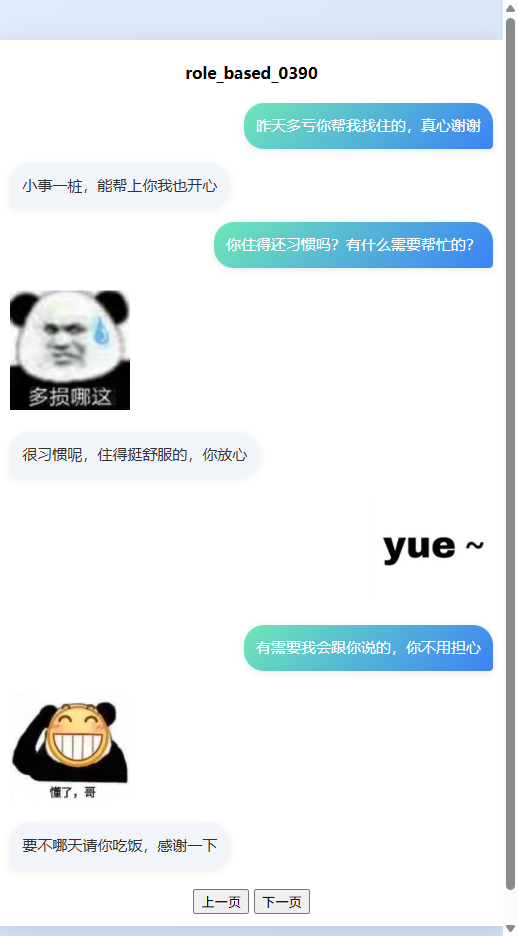 role_based_0390
昨天多亏你帮我找住的，真心谢谢
小事一桩，能帮上你我也开心
你住得还习惯吗？有什么需要帮忙的？
多损哪这
很习惯呢，住得挺舒服的，你放心
yue ~
有需要我会跟你说的，你不用担心
懂了，哥
要不哪天请你吃饭，感谢一下
上一页 下一页